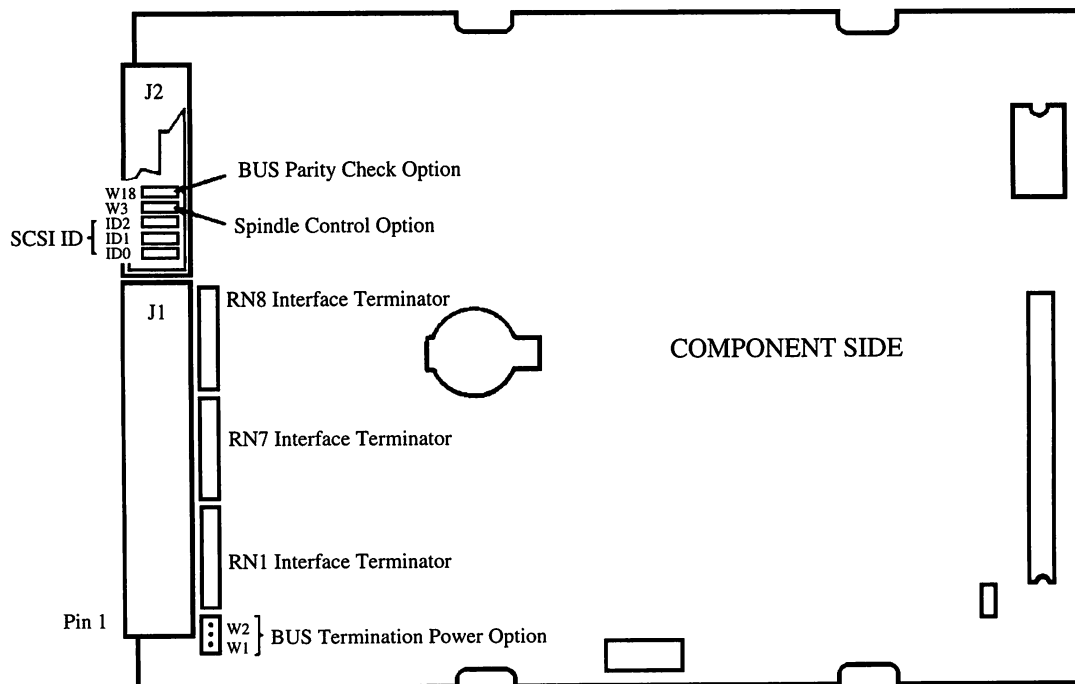 J2
BUS Parity Check Option
W18
W3
ID2
Spindle Control Option
SCSI ID
ID1
ID0
RN8 Interface Terminator
J1
COMPONENT SIDE
RN7 Interface Terminator
RN1 Interface Terminator
Pin 1
W2
BUS Termination Power Option
W1